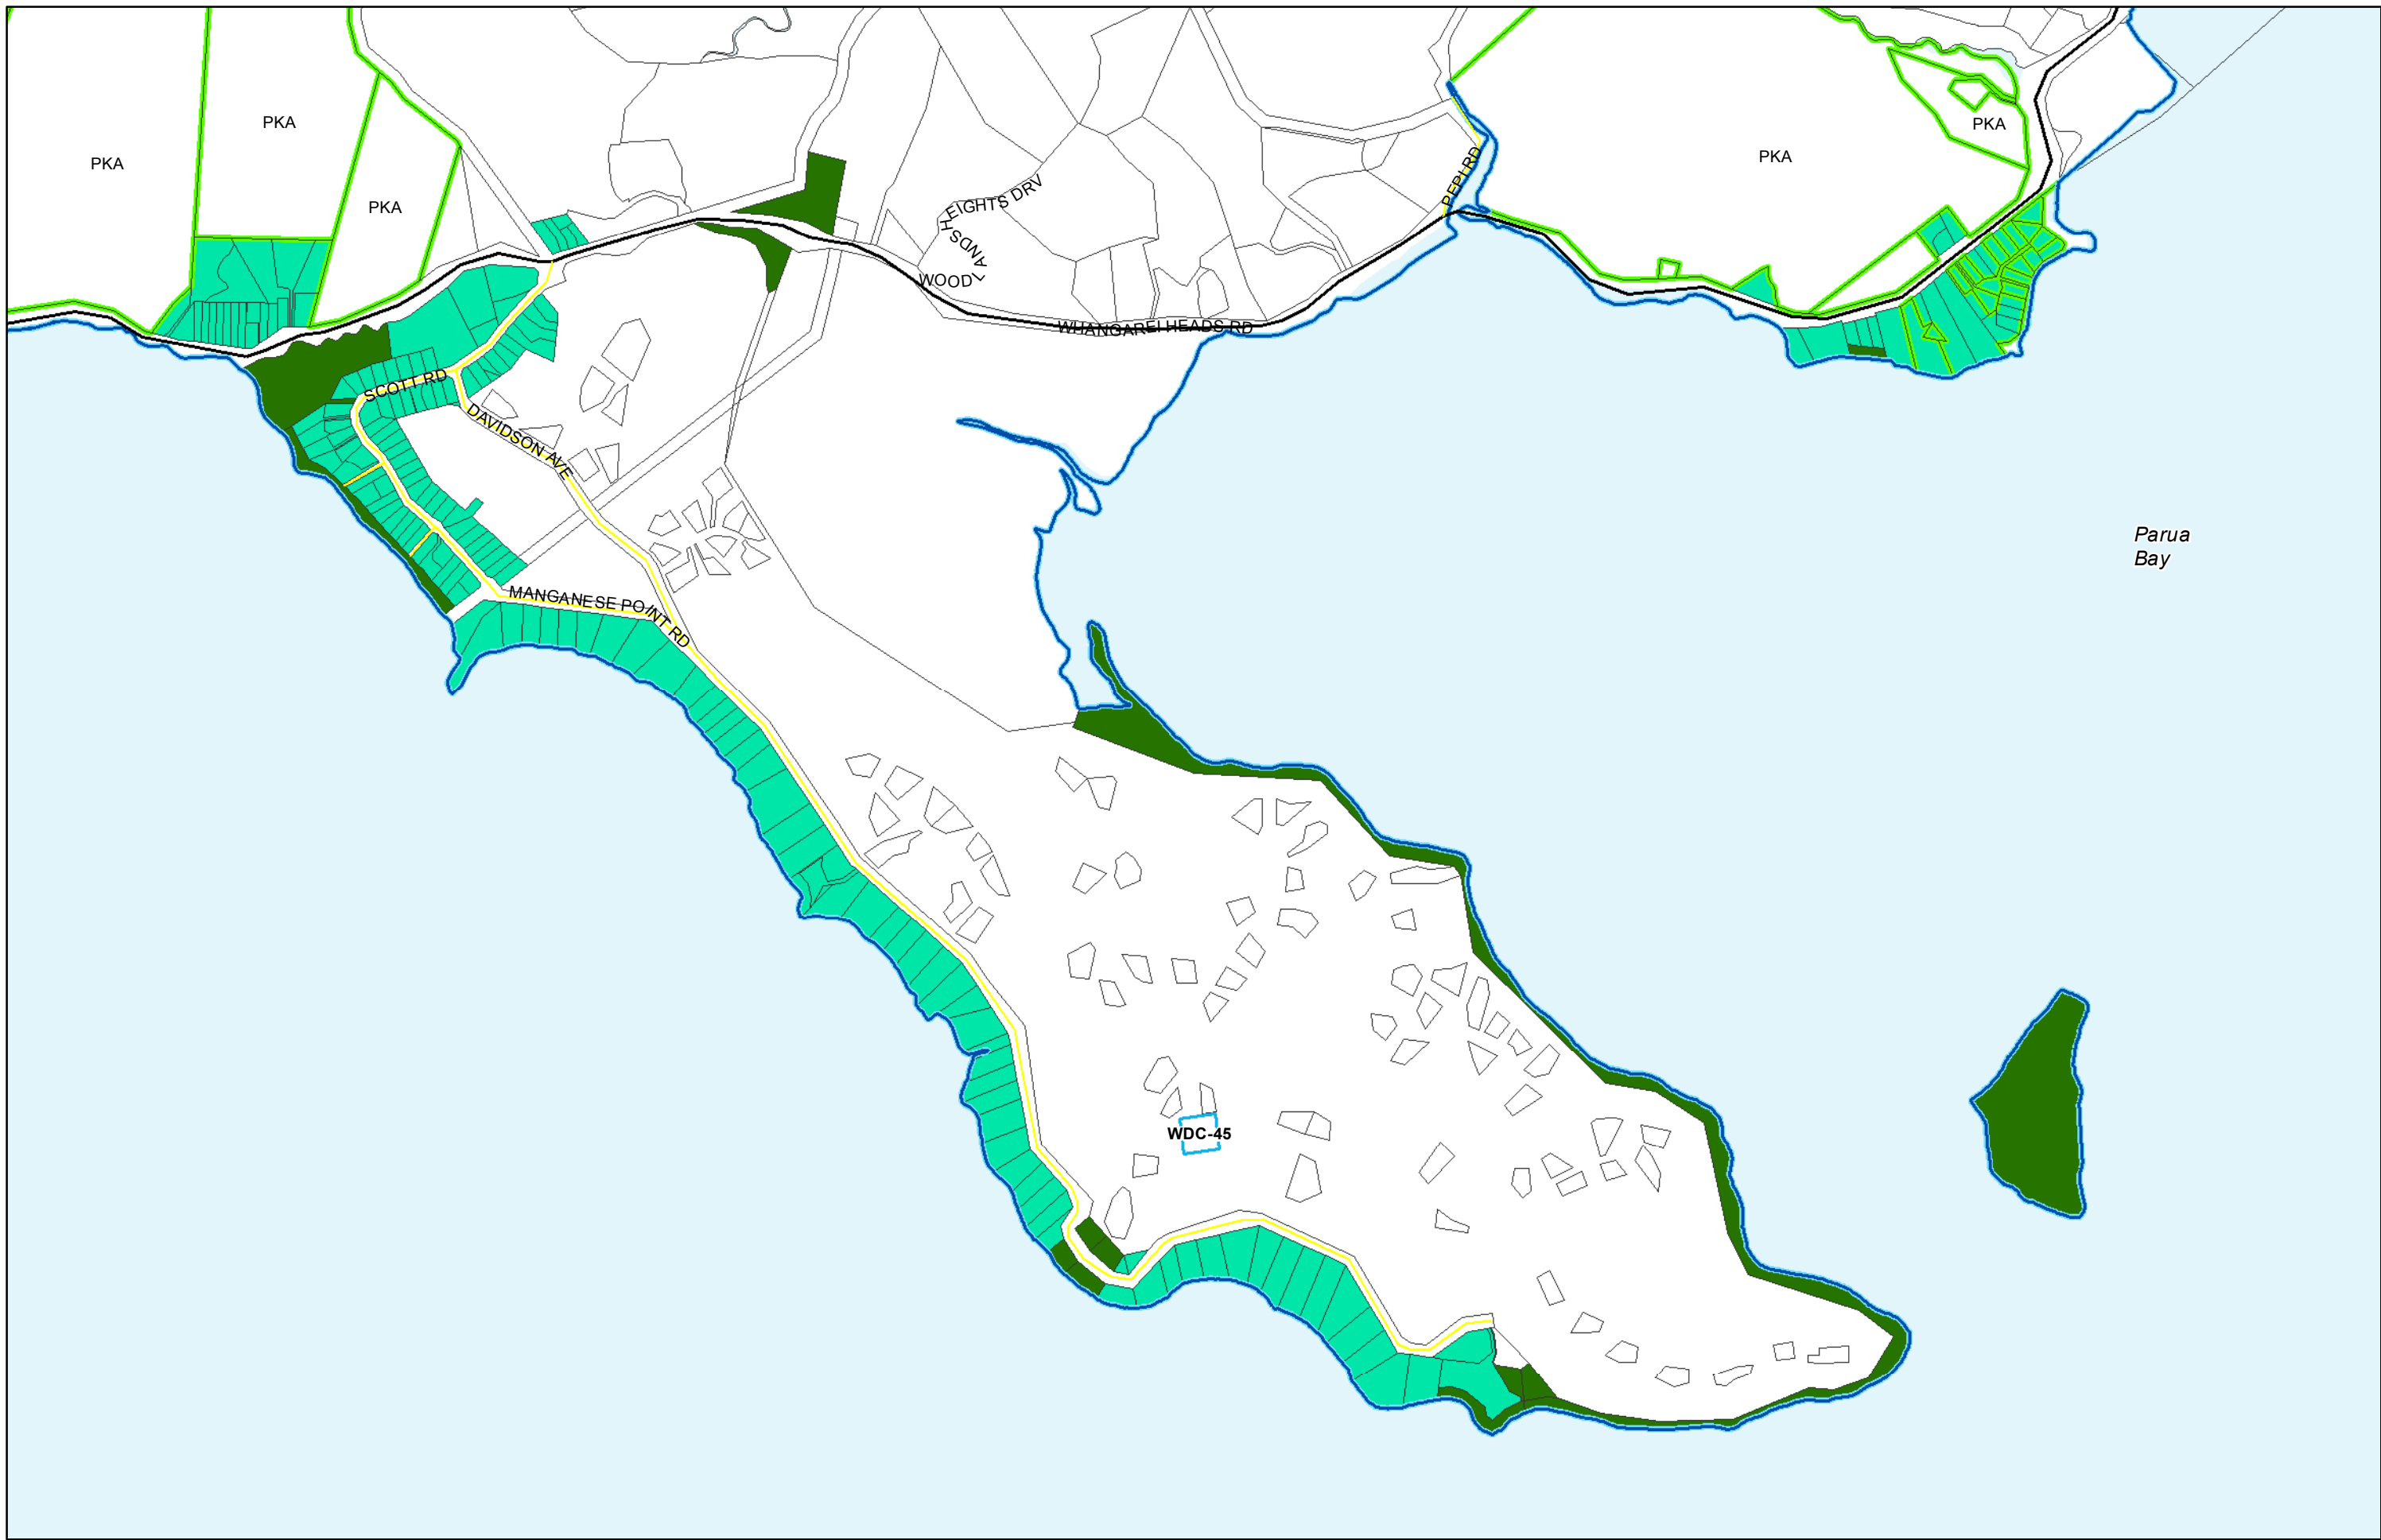 PKA
PKA
PKA
PKA
PKA
WOODLANDS HEIGHTS DRV
PEPI RD
WHANGAREI HEADS RD
SCOTT RD
DAVIDSON AVE
Parua
Bay
MANGANESE POINT RD
WDC-45